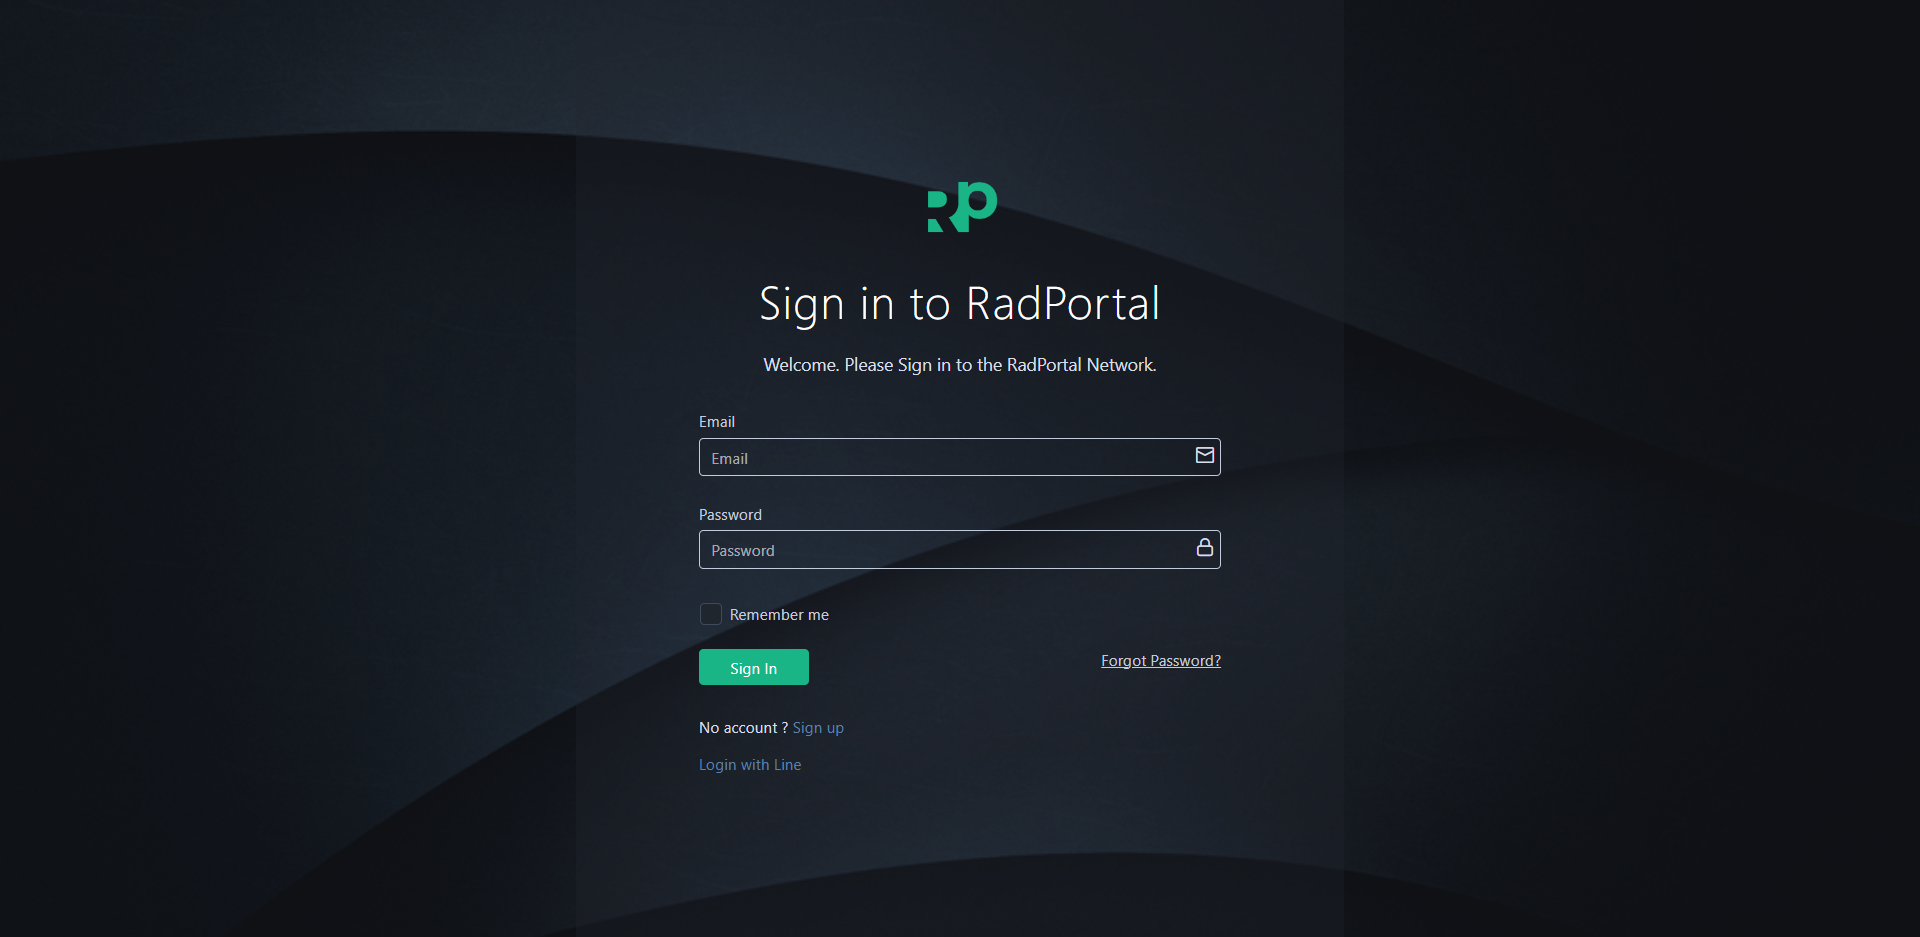 RP
Sign in to RadPortal
Welcome. Please Sign in to the RadPortal Network.
Email
Email
Password
Password
Remember me
Sign In
Forgot Password?
No account ? Sign up
Login with Line